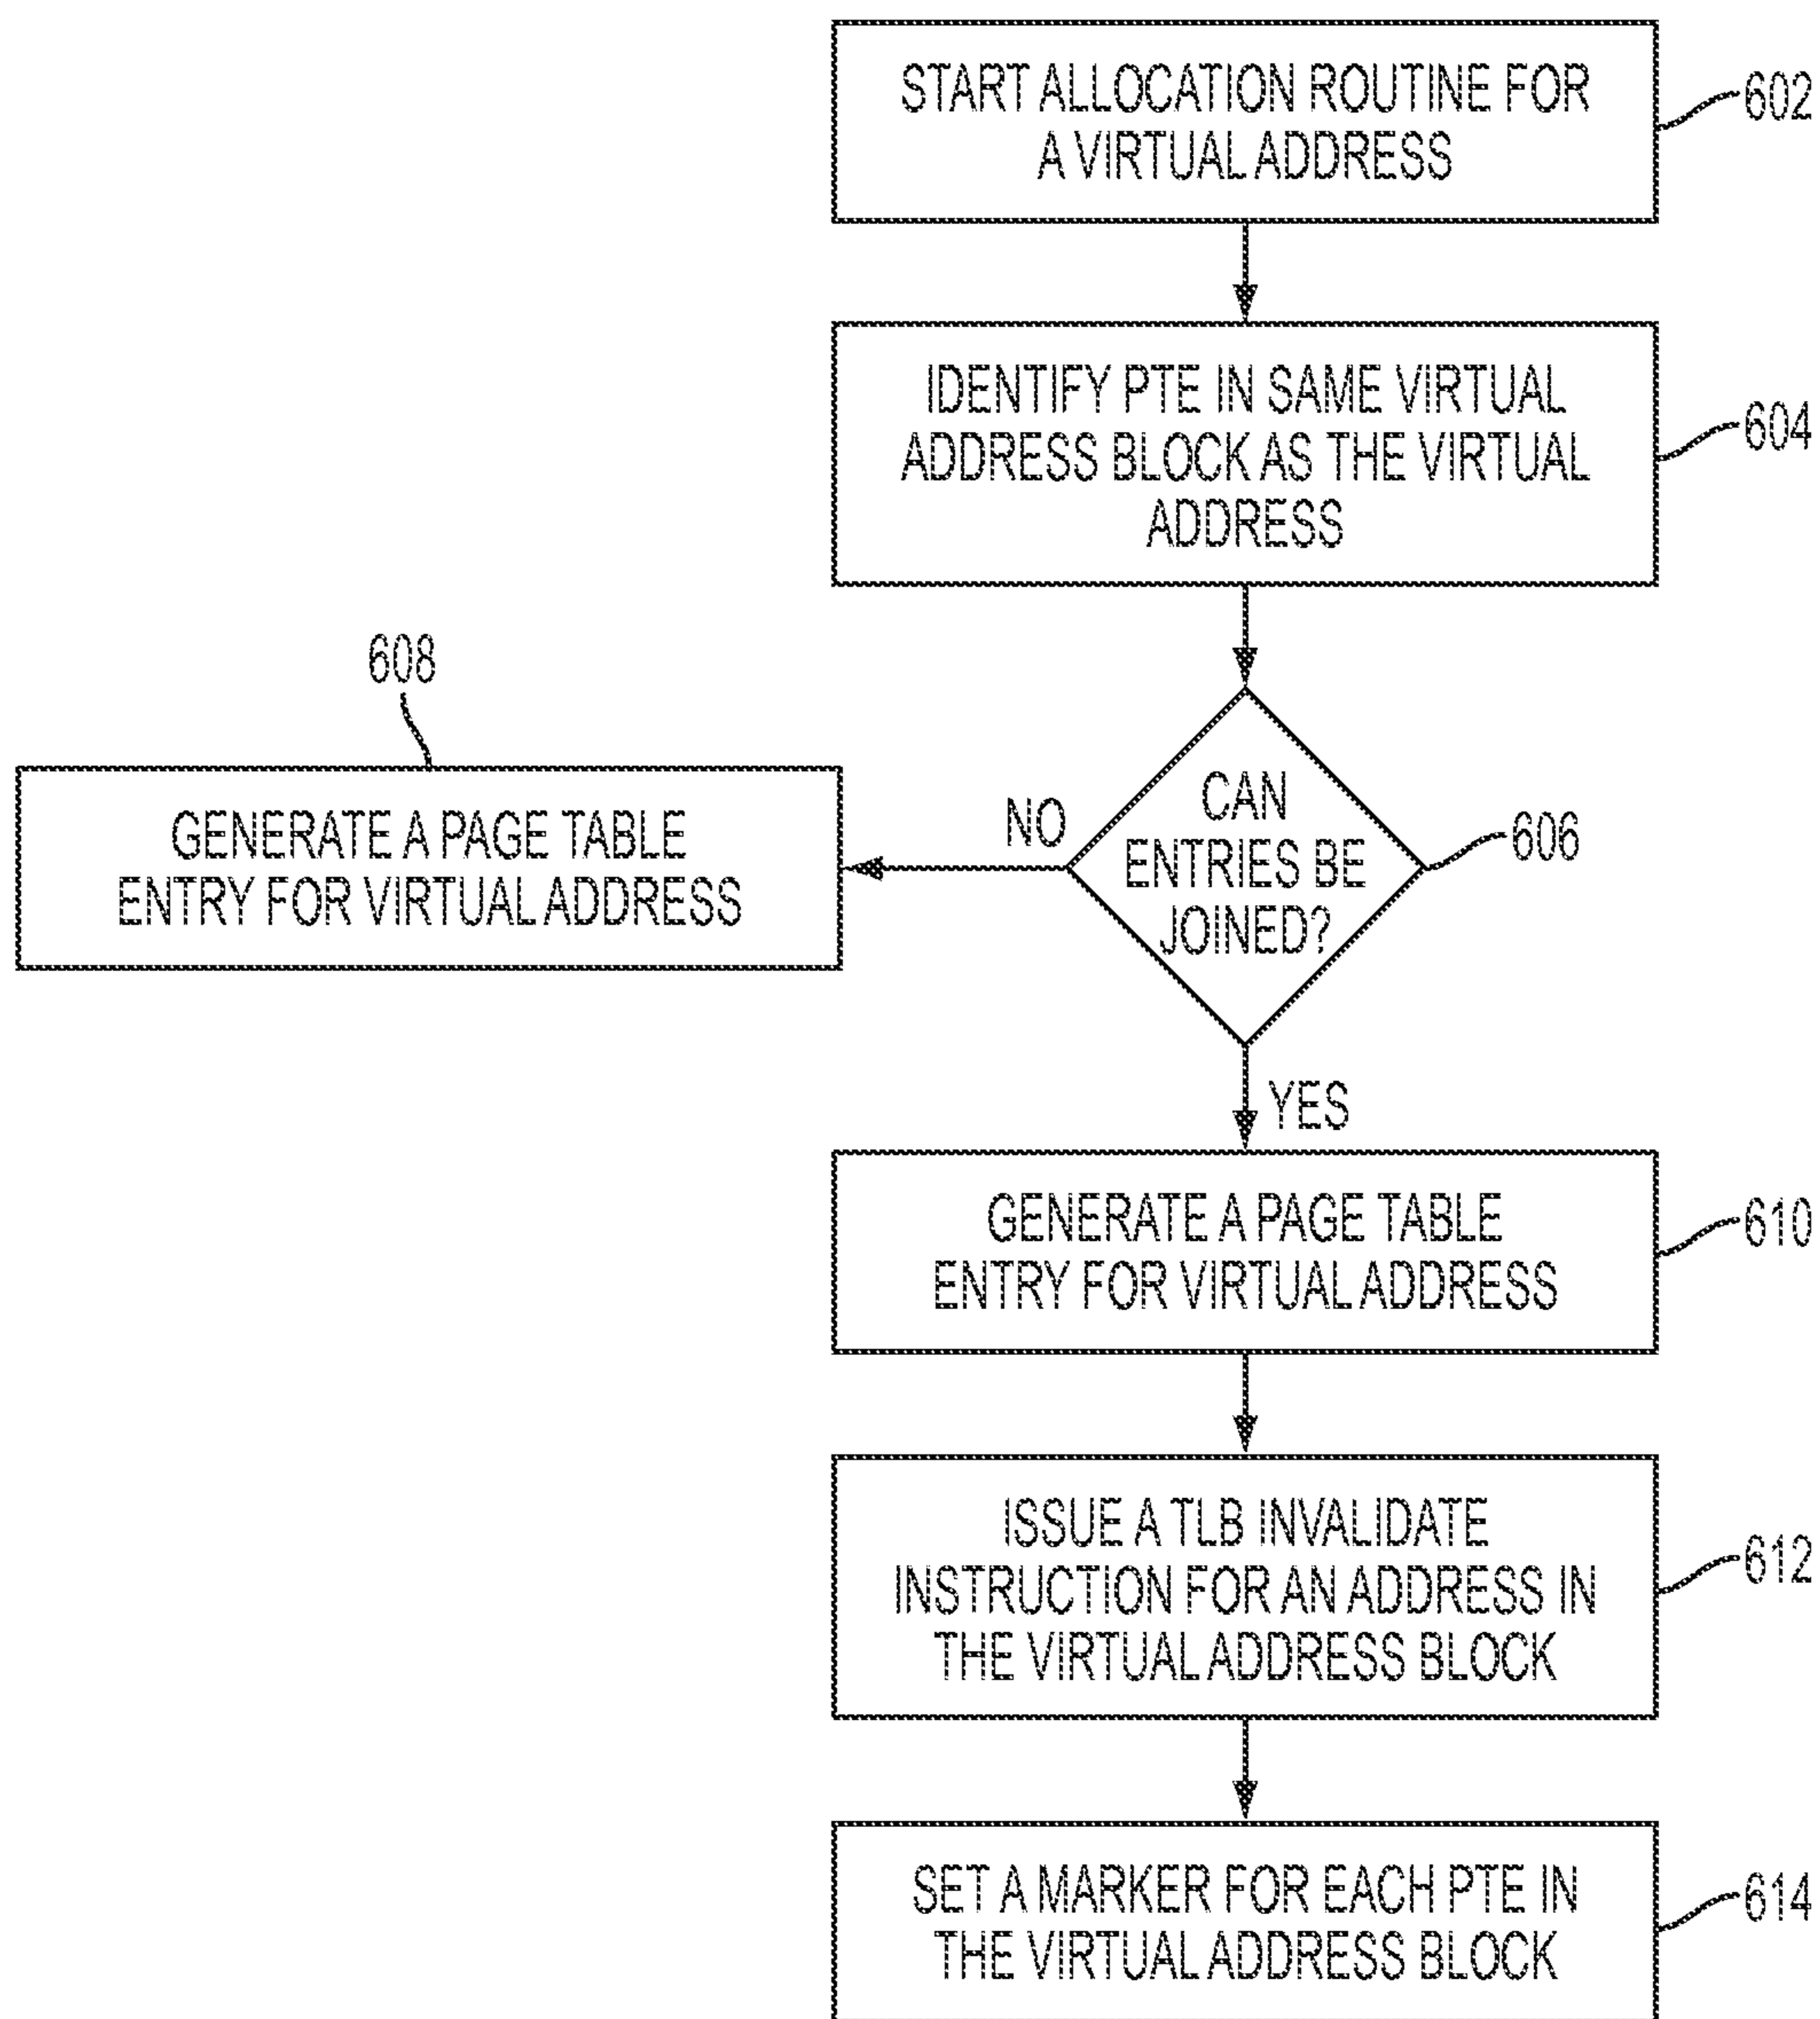 START ALLOCATION ROUTINE FOR
A VIRTUAL ADDRESS
602
IDENTIFY PTE IN SAME VIRTUAL
ADDRESS BLOCK AS THE VIRTUAL
ADDRESS
604
608
GENERATE A PAGE TABLE
ENTRY FOR VIRTUAL ADDRESS
NO
CAN
ENTRIES BE
JOINED?
606
YES
GENERATE A PAGE TABLE
ENTRY FOR VIRTUAL ADDRESS
610
ISSUE A TLB INVALIDATE
INSTRUCTION FOR AN ADDRESS IN
THE VIRTUAL ADDRESS BLOCK
612
SET A MARKER FOR EACH PTE IN
THE VIRTUAL ADDRESS BLOCK
614